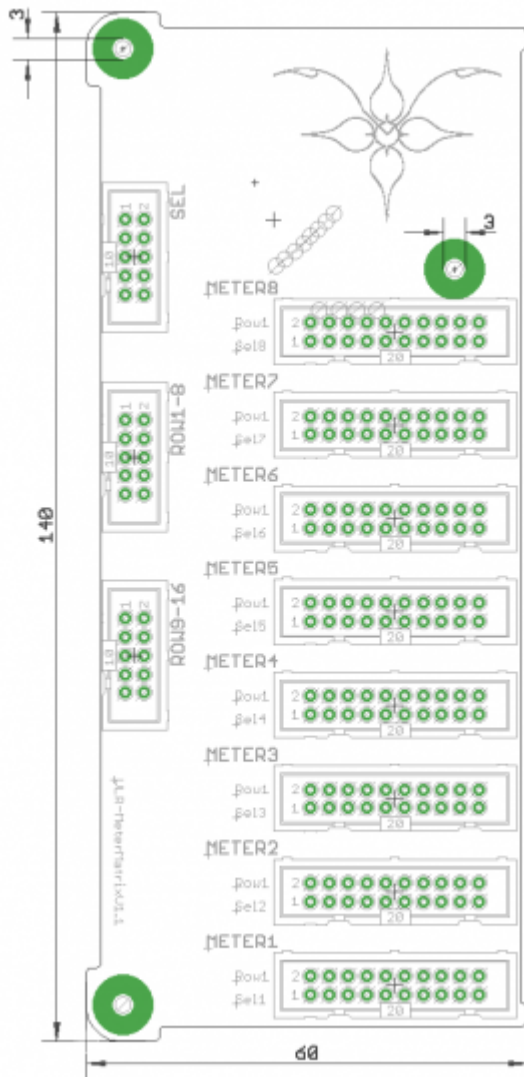 3
SEL
1 2
10
3
METER8
Row1 2
Sel8 1
20
METER7
Row1 2
Sel7 1
20
ROW1-8
1 2
10
METER6
Row1 2
Sel6 1
20
140
METER5
Row1 2
Sel5 1
20
ROW9-16
1 2
10
METER4
Row1 2
Sel4 1
20
METER3
Row1 2
Sel3 1
20
METER2
Row1 2
Sel2 1
20
METER1
Row1 2
Sel1 1
20
60